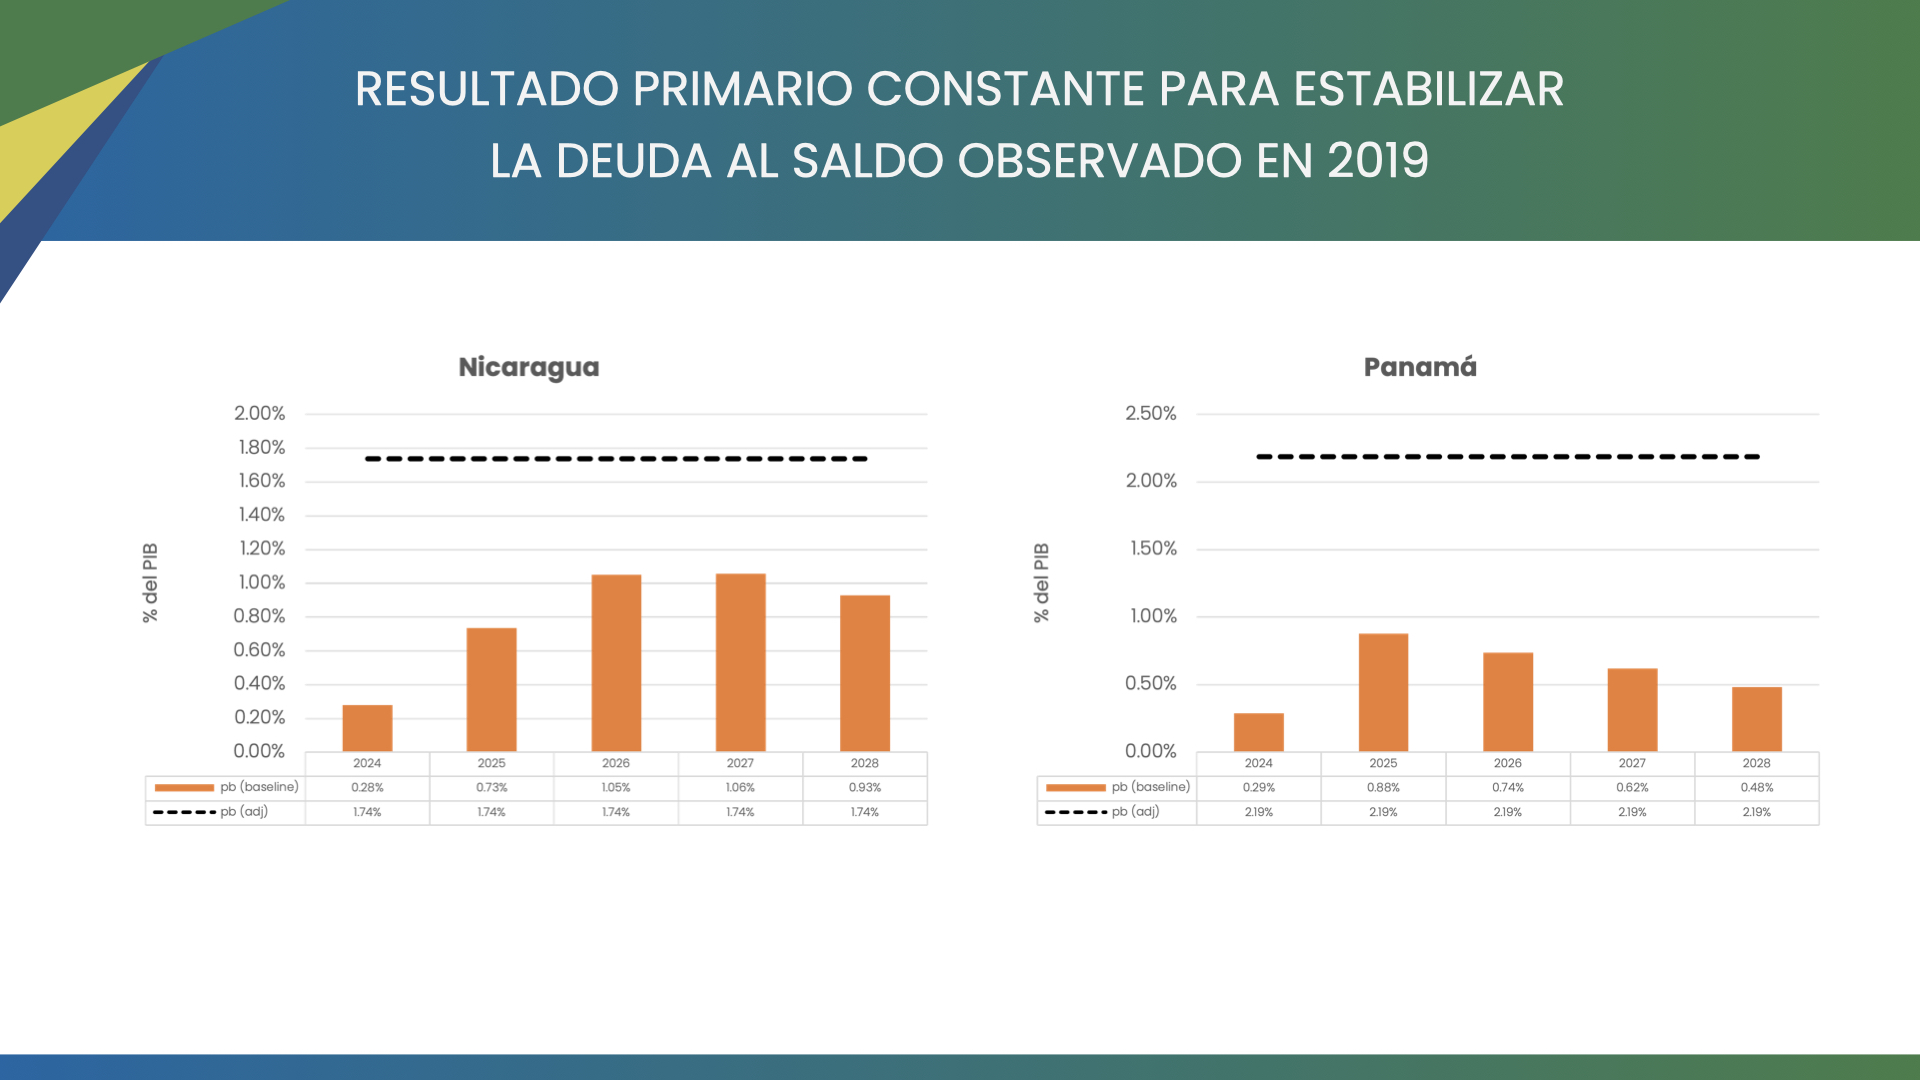 RESULTADO PRIMARIO CONSTANTE PARA ESTABILIZAR
LA DEUDA AL SALDO OBSERVADO EN 2019
Nicaragua
% del PIB
2.00%
1.80%
1.60%
1.40%
1.20%
1.00%
0.80%
0.60%
0.40%
0.20%
0.00%
2024 2025 2026 2027 2028
pb (baseline) 0.28% 0.73% 1.05% 1.06% 0.93%
pb (adj) 1.74% 1.74% 1.74% 1.74% 1.74%
Panamá
% del PIB
2.50%
2.00%
1.50%
1.00%
0.50%
0.00%
2024 2025 2026 2027 2028
pb (baseline) 0.29% 0.88% 0.74% 0.62% 0.48%
pb (adj) 2.19% 2.19% 2.19% 2.19% 2.19%